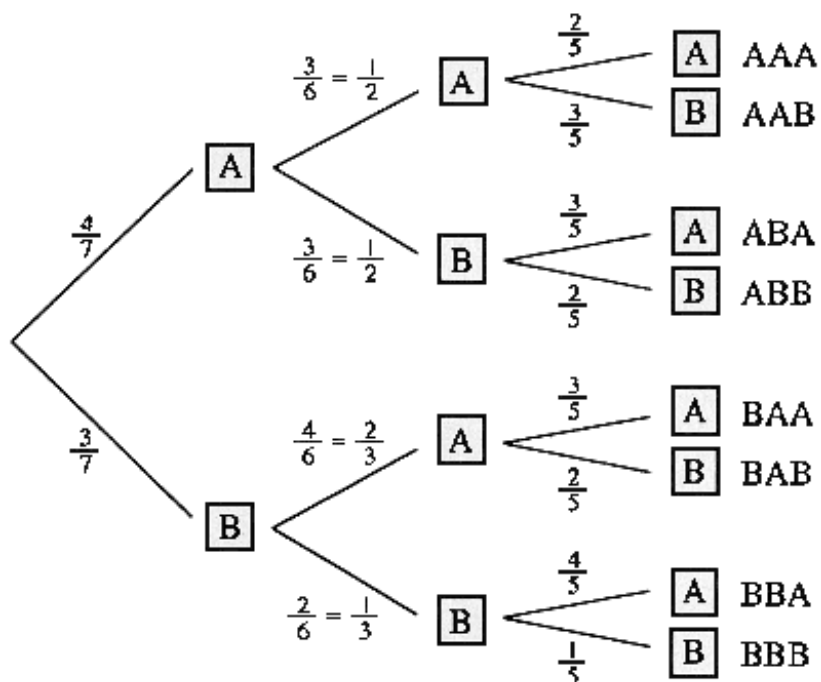 2/5 A AAA
3/6 = 1/2 A
3/5 B AAB
A
4/7
3/5 A ABA
3/6 = 1/2 B
2/5 B ABB
3/7
3/5 A BAA
4/6 = 2/3 A
2/5 B BAB
B
4/5 A BBA
2/6 = 1/3 B
1/5 B BBB